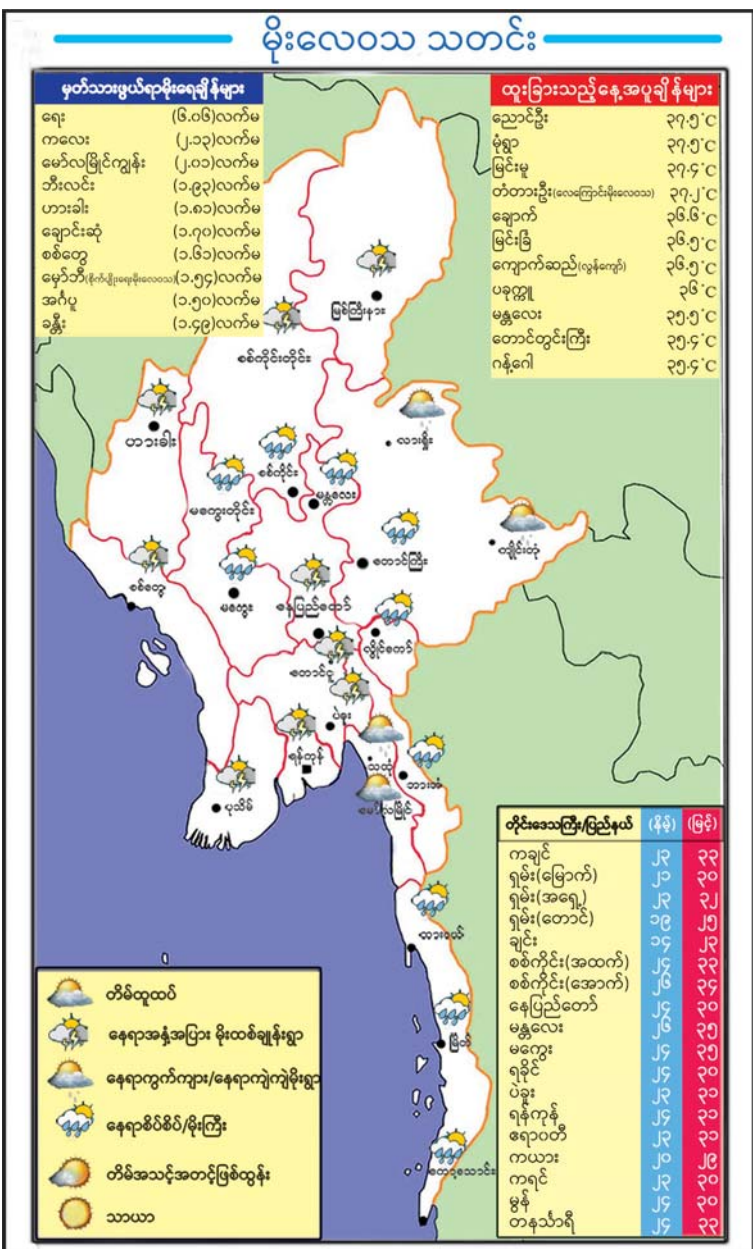 မိုးလေဝသ သတင်း
မှတ်သားဖွယ်ရာမိုးရေချိန်များ
ရေး (၆.၀၆)လက်မ
ကလေး (၂.၁၃)လက်မ
မော်လမြိုင်ကျွန်း (၂.၀၁)လက်မ
ဘီးလင်း (၁.၉၃)လက်မ
ဟားခါး (၁.၈၁)လက်မ
ချောင်းဆုံ (၁.၇၀)လက်မ
စစ်တွေ (၁.၆၁)လက်မ
မှော်ဘီ(စိုက်ပျိုးရေးမိုးလေဝသ)(၁.၅၄)လက်မ
အင်္ဂပူ (၁.၅၀)လက်မ
ခန္တီး (၁.၄၉)လက်မ
ထူးခြားသည့်နေ့အပူချိန်များ
ညောင်ဦး ၃၇.၅°C
မုံရွာ ၃၇.၅°C
မြင်းမူ ၃၇.၄°C
တံတားဦး(လေကြောင်းမိုးလေဝသ) ၃၇.၂°C
ချောက် ၃၆.၆°C
မြင်းခြံ ၃၆.၅°C
ကျောက်ဆည်(လွန်ကျော်) ၃၆.၅°C
ပခုက္ကူ ၃၆°C
မန္တလေး ၃၅.၅°C
တောင်တွင်းကြီး ၃၅.၄°C
ဂန့်ဂေါ ၃၅.၄°C
မြစ်ကြီးနား
စစ်ကိုင်းတိုင်း
ဟားခါး
လားရှိုး
စစ်ကိုင်း
မန္တလေး
မကွေးတိုင်း
ကျိုင်းတုံ
တောင်ကြီး
စစ်တွေ
မကွေး
နေပြည်တော်
လွိုင်ကော်
တောင်ငူ
ပဲခူး
ရန်ကုန်
သထုံ
ဘားအံ
ပုသိမ်
မော်လမြိုင်
ထားဝယ်
မြိတ်
ကော့သောင်း
တိမ်ထူထပ်
နေရာအနှံ့အပြား မိုးထစ်ချုန်းရွာ
နေရာကွက်ကျား/နေရာကျဲကျဲမိုးရွာ
နေရာစိပ်စိပ်/မိုးကြီး
တိမ်အသင့်အတင့်ဖြစ်ထွန်း
သာယာ
တိုင်းဒေသကြီး/ပြည်နယ် (နိမ့်) (မြင့်)
ကချင် ၂၃ ၃၃
ရှမ်း(မြောက်) ၂၁ ၃၀
ရှမ်း(အရှေ့) ၂၃ ၃၂
ရှမ်း(တောင်) ၁၉ ၂၅
ချင်း ၁၄ ၂၃
စစ်ကိုင်း(အထက်) ၂၄ ၃၃
စစ်ကိုင်း(အောက်) ၂၆ ၃၄
နေပြည်တော် ၂၄ ၃၀
မန္တလေး ၂၆ ၃၅
မကွေး ၂၄ ၃၅
ရခိုင် ၂၄ ၃၀
ပဲခူး ၂၃ ၃၁
ရန်ကုန် ၂၄ ၃၁
ဧရာဝတီ ၂၃ ၃၁
ကယား ၂၀ ၂၉
ကရင် ၂၃ ၃၀
မွန် ၂၄ ၃၀
တနင်္သာရီ ၂၄ ၃၃